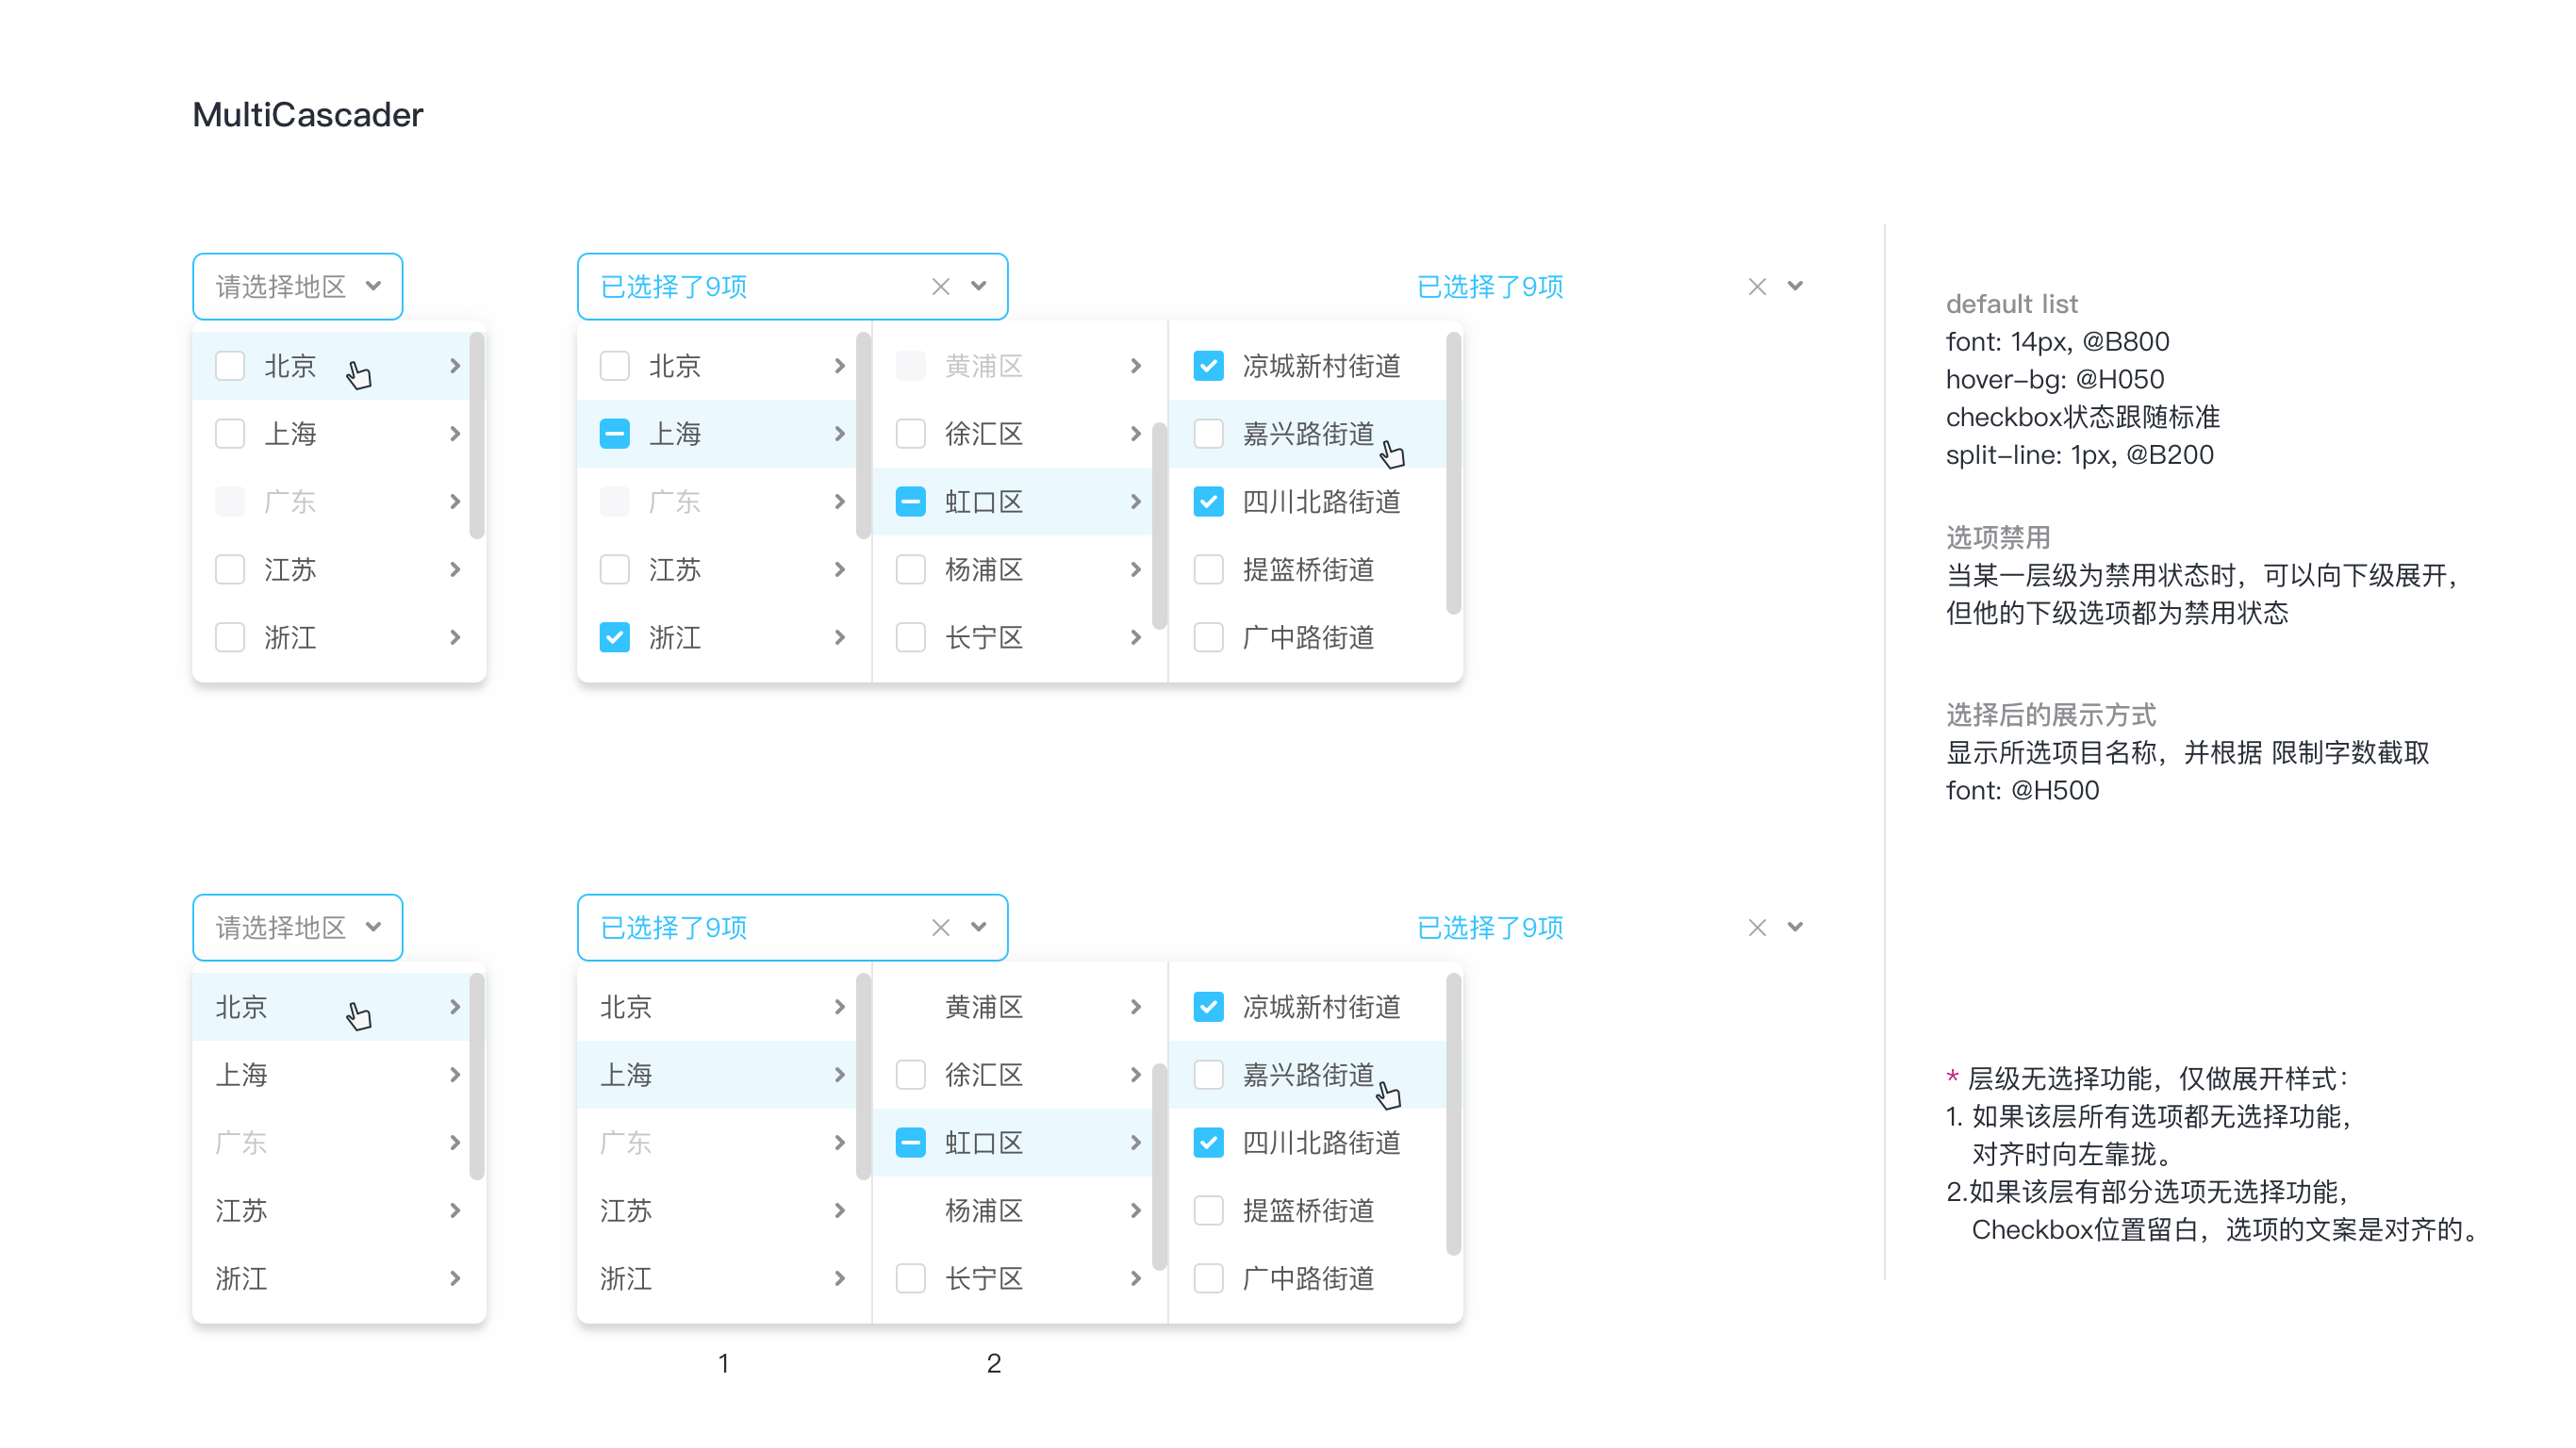 MultiCascader
请选择地区
北京
上海
广东
江苏
浙江
已选择了9项
北京
上海
广东
江苏
浙江
黄浦区
徐汇区
虹口区
杨浦区
长宁区
凉城新村街道
嘉兴路街道
四川北路街道
提篮桥街道
广中路街道
已选择了9项
default list
font: 14px, @B800
hover-bg: @H050
checkbox状态跟随标准
split-line: 1px, @B200
选项禁用
当某一层级为禁用状态时，可以向下级展开，
但他的下级选项都为禁用状态
选择后的展示方式
显示所选项目名称，并根据 限制字数截取
font: @H500
请选择地区
北京
上海
广东
江苏
浙江
已选择了9项
北京
上海
广东
江苏
浙江
黄浦区
徐汇区
虹口区
杨浦区
长宁区
凉城新村街道
嘉兴路街道
四川北路街道
提篮桥街道
广中路街道
已选择了9项
1
2
* 层级无选择功能，仅做展开样式：
1. 如果该层所有选项都无选择功能，
对齐时向左靠拢。
2.如果该层有部分选项无选择功能，
Checkbox位置留白，选项的文案是对齐的。